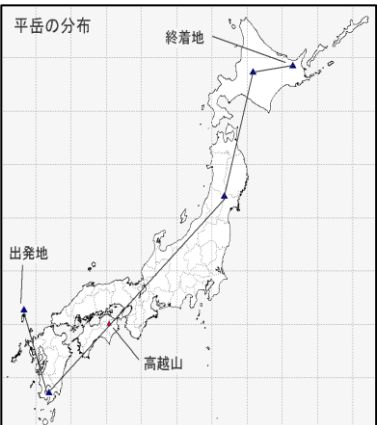 平岳の分布
終着地
出発地
高越山